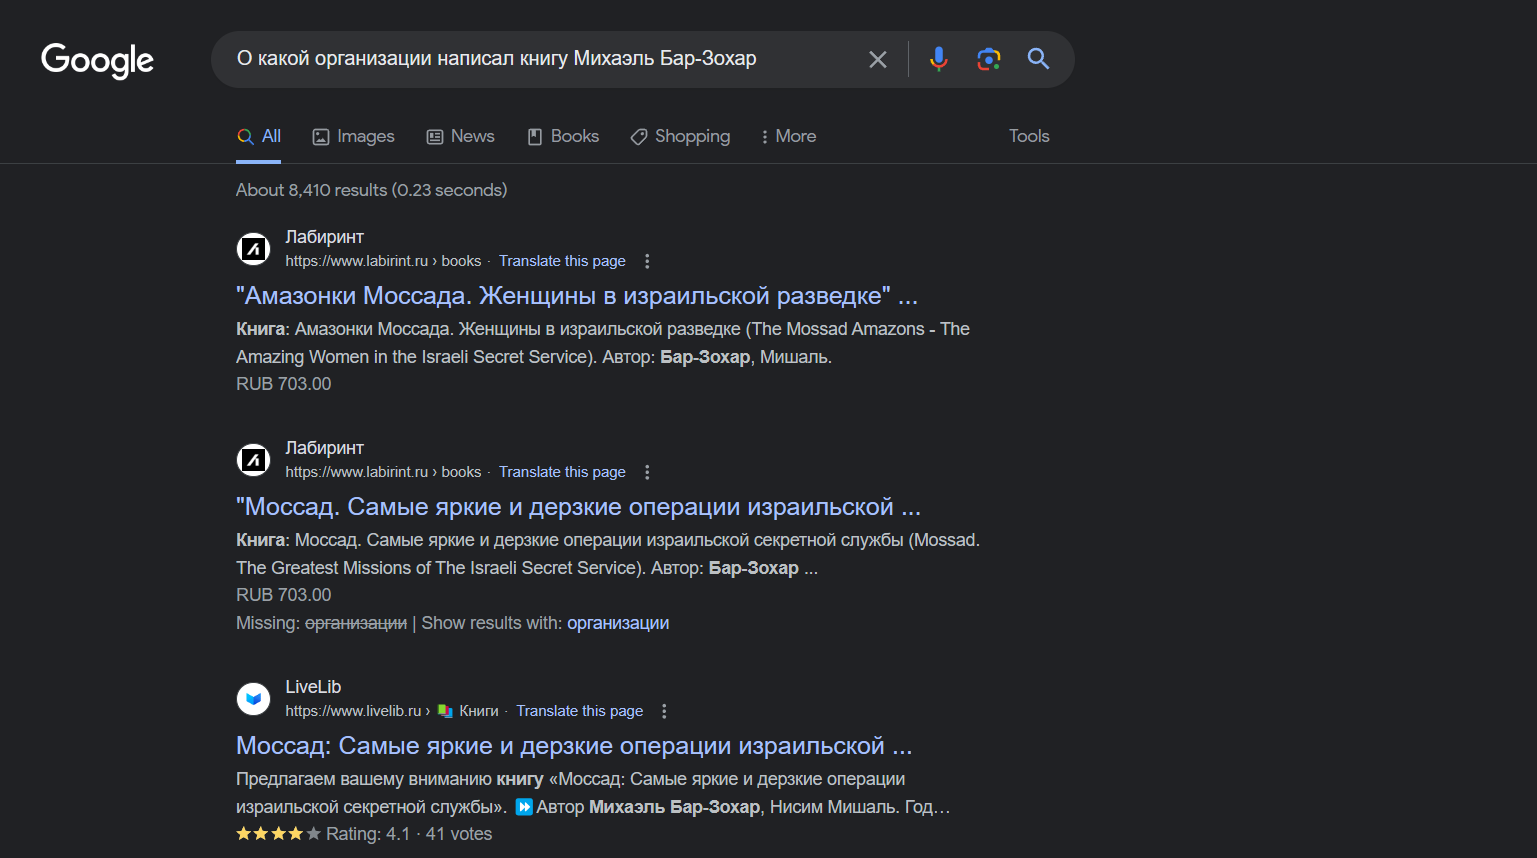 Google
О какой организации написал книгу Михаэль Бар-Зохар
All Images News Books Shopping More Tools
About 8,410 results (0.23 seconds)
Лабиринт
https://www.labirint.ru › books · Translate this page
"Амазонки Моссада. Женщины в израильской разведке" ...
Книга: Амазонки Моссада. Женщины в израильской разведке (The Mossad Amazons - The
Amazing Women in the Israeli Secret Service). Автор: Бар-Зохар, Мишаль.
RUB 703.00
Лабиринт
https://www.labirint.ru › books · Translate this page
"Моссад. Самые яркие и дерзкие операции израильской ...
Книга: Моссад. Самые яркие и дерзкие операции израильской секретной службы (Mossad.
The Greatest Missions of The Israeli Secret Service). Автор: Бар-Зохар ...
RUB 703.00
Missing: организации | Show results with: организации
LiveLib
https://www.livelib.ru › Книги · Translate this page
Моссад: Самые яркие и дерзкие операции израильской ...
Предлагаем вашему вниманию книгу «Моссад: Самые яркие и дерзкие операции
израильской секретной службы». ⏩Автор Михаэль Бар-Зохар, Нисим Мишаль. Год…
Rating: 4.1 · 41 votes